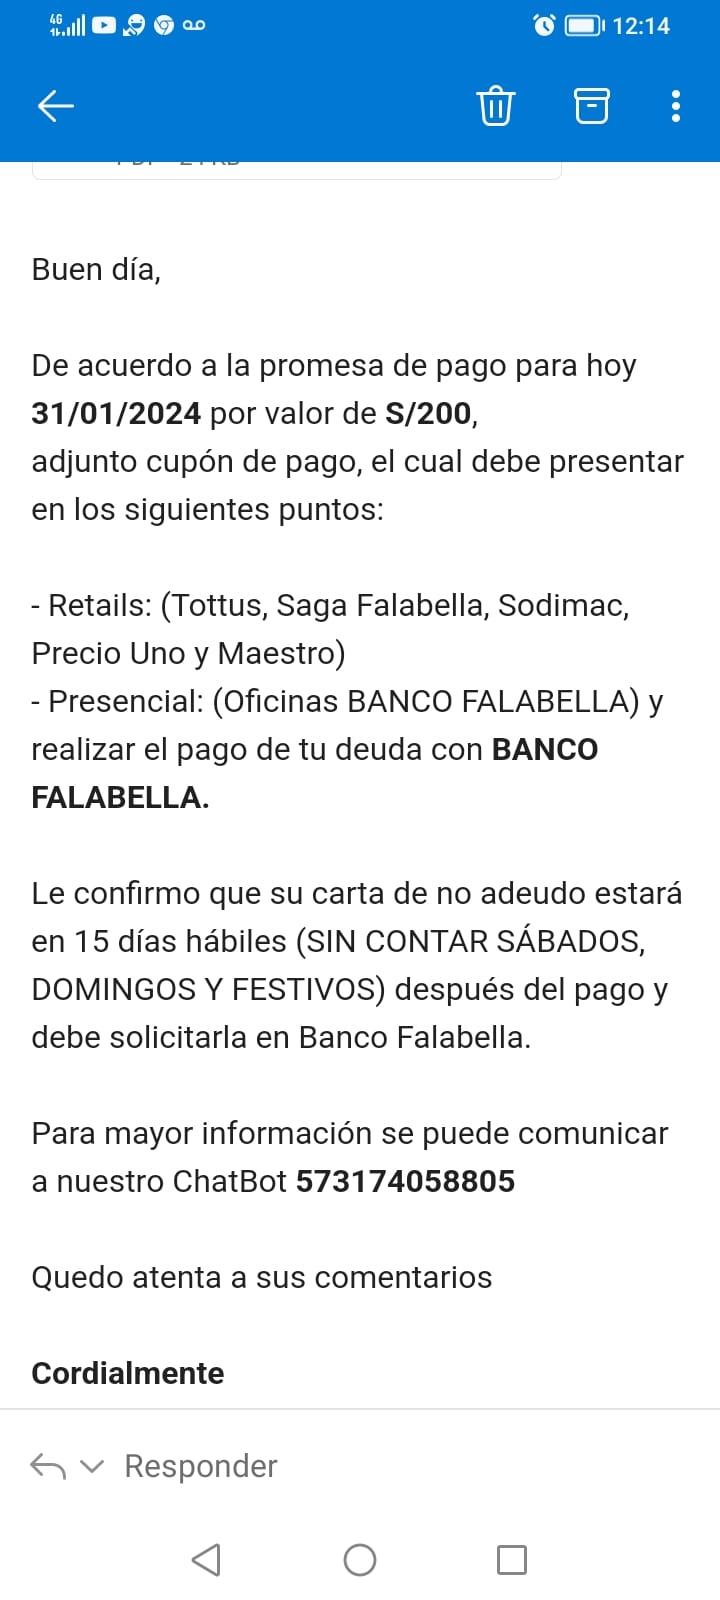 4G
12:14
Buen día,
De acuerdo a la promesa de pago para hoy
31/01/2024 por valor de S/200,
adjunto cupón de pago, el cual debe presentar
en los siguientes puntos:
- Retails: (Tottus, Saga Falabella, Sodimac,
Precio Uno y Maestro)
- Presencial: (Oficinas BANCO FALABELLA) y
realizar el pago de tu deuda con BANCO
FALABELLA.
Le confirmo que su carta de no adeudo estará
en 15 días hábiles (SIN CONTAR SÁBADOS,
DOMINGOS Y FESTIVOS) después del pago y
debe solicitarla en Banco Falabella.
Para mayor información se puede comunicar
a nuestro ChatBot 573174058805
Quedo atenta a sus comentarios
Cordialmente
Responder